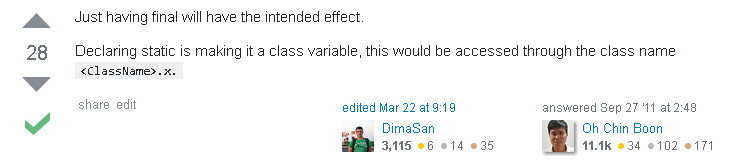 Just having final will have the intended effect.
28
Declaring static is making it a class variable, this would be accessed through the class name
<ClassName>.x.
share edit
edited Mar 22 at 9:19
DimaSan
3,115 6 14 35
answered Sep 27 '11 at 2:48
Oh Chin Boon
11.1k 34 102 171